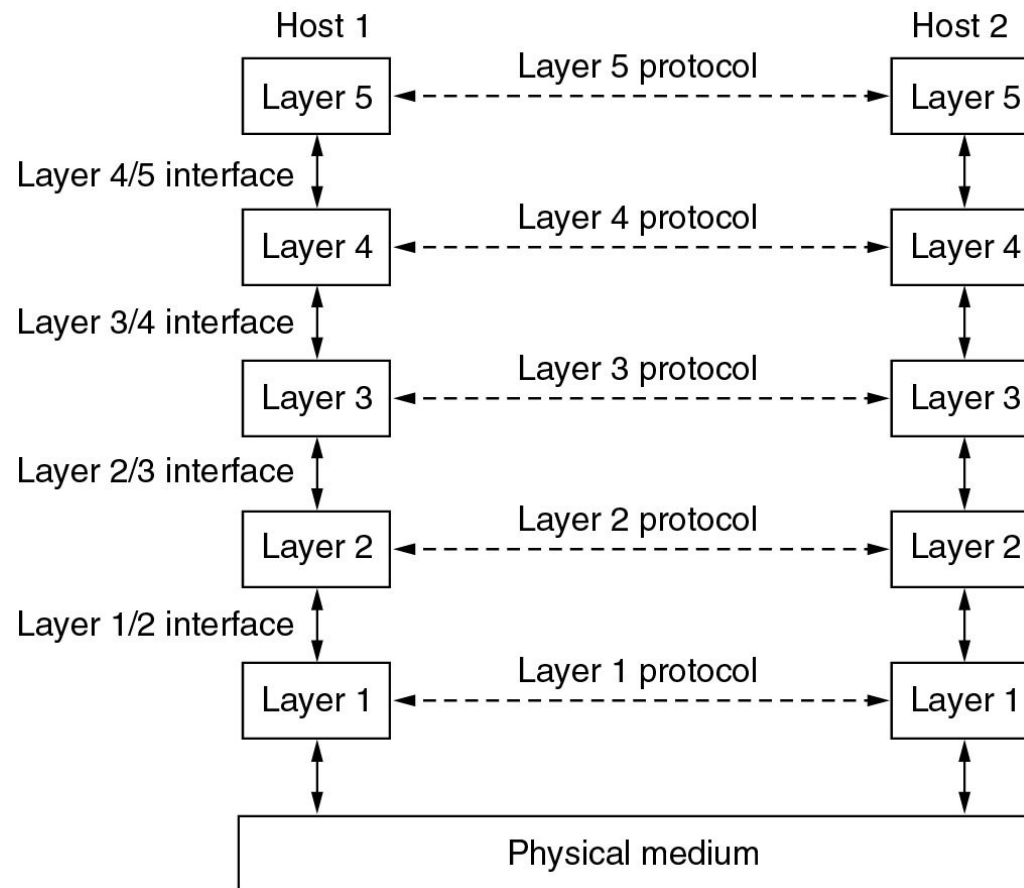 Host 1
Host 2
Layer 5 protocol
Layer 5
Layer 5
Layer 4/5 interface
Layer 4 protocol
Layer 4
Layer 4
Layer 3/4 interface
Layer 3 protocol
Layer 3
Layer 3
Layer 2/3 interface
Layer 2 protocol
Layer 2
Layer 2
Layer 1/2 interface
Layer 1 protocol
Layer 1
Layer 1
Physical medium